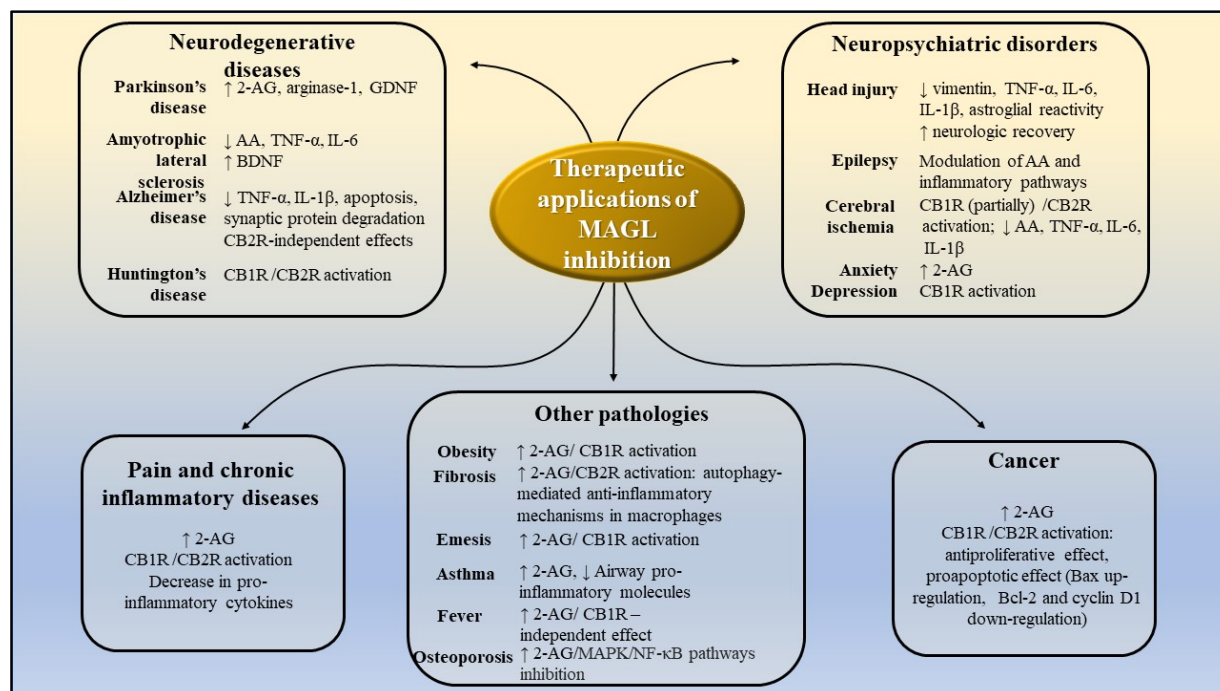 Neurodegenerative
diseases
Parkinson's
disease
↑ 2-AG, arginase-1, GDNF
Amyotrophic
lateral
sclerosis
↓ AA, TNF-α, IL-6
↑ BDNF
Alzheimer's
disease
↓ TNF-α, IL-1β, apoptosis,
synaptic protein degradation
CB2R-independent effects
Huntington's
disease
CB1R /CB2R activation
Neuropsychiatric disorders
Head injury
↓ vimentin, TNF-α, IL-6,
IL-1β, astroglial reactivity
↑ neurologic recovery
Epilepsy
Modulation of AA and
inflammatory pathways
Cerebral
ischemia
CB1R (partially) /CB2R
activation; ↓ AA, TNF-α, IL-6,
IL-1β
Anxiety
↑ 2-AG
Depression
CB1R activation
Therapeutic
applications of
MAGL
inhibition
Pain and chronic
inflammatory diseases
↑ 2-AG
CB1R /CB2R activation
Decrease in pro-
inflammatory cytokines
Other pathologies
Obesity
↑ 2-AG/ CB1R activation
Fibrosis
↑ 2-AG/CB2R activation: autophagy-
mediated anti-inflammatory
mechanisms in macrophages
Emesis
↑ 2-AG/ CB1R activation
Asthma
↑ 2-AG, ↓ Airway pro-
inflammatory molecules
Fever
↑ 2-AG/ CB1R –
independent effect
Osteoporosis
↑ 2-AG/MAPK/NF-κB pathways
inhibition
Cancer
↑ 2-AG
CB1R /CB2R activation:
antiproliferative effect,
proapoptotic effect (Bax up-
regulation, Bcl-2 and cyclin D1
down-regulation)